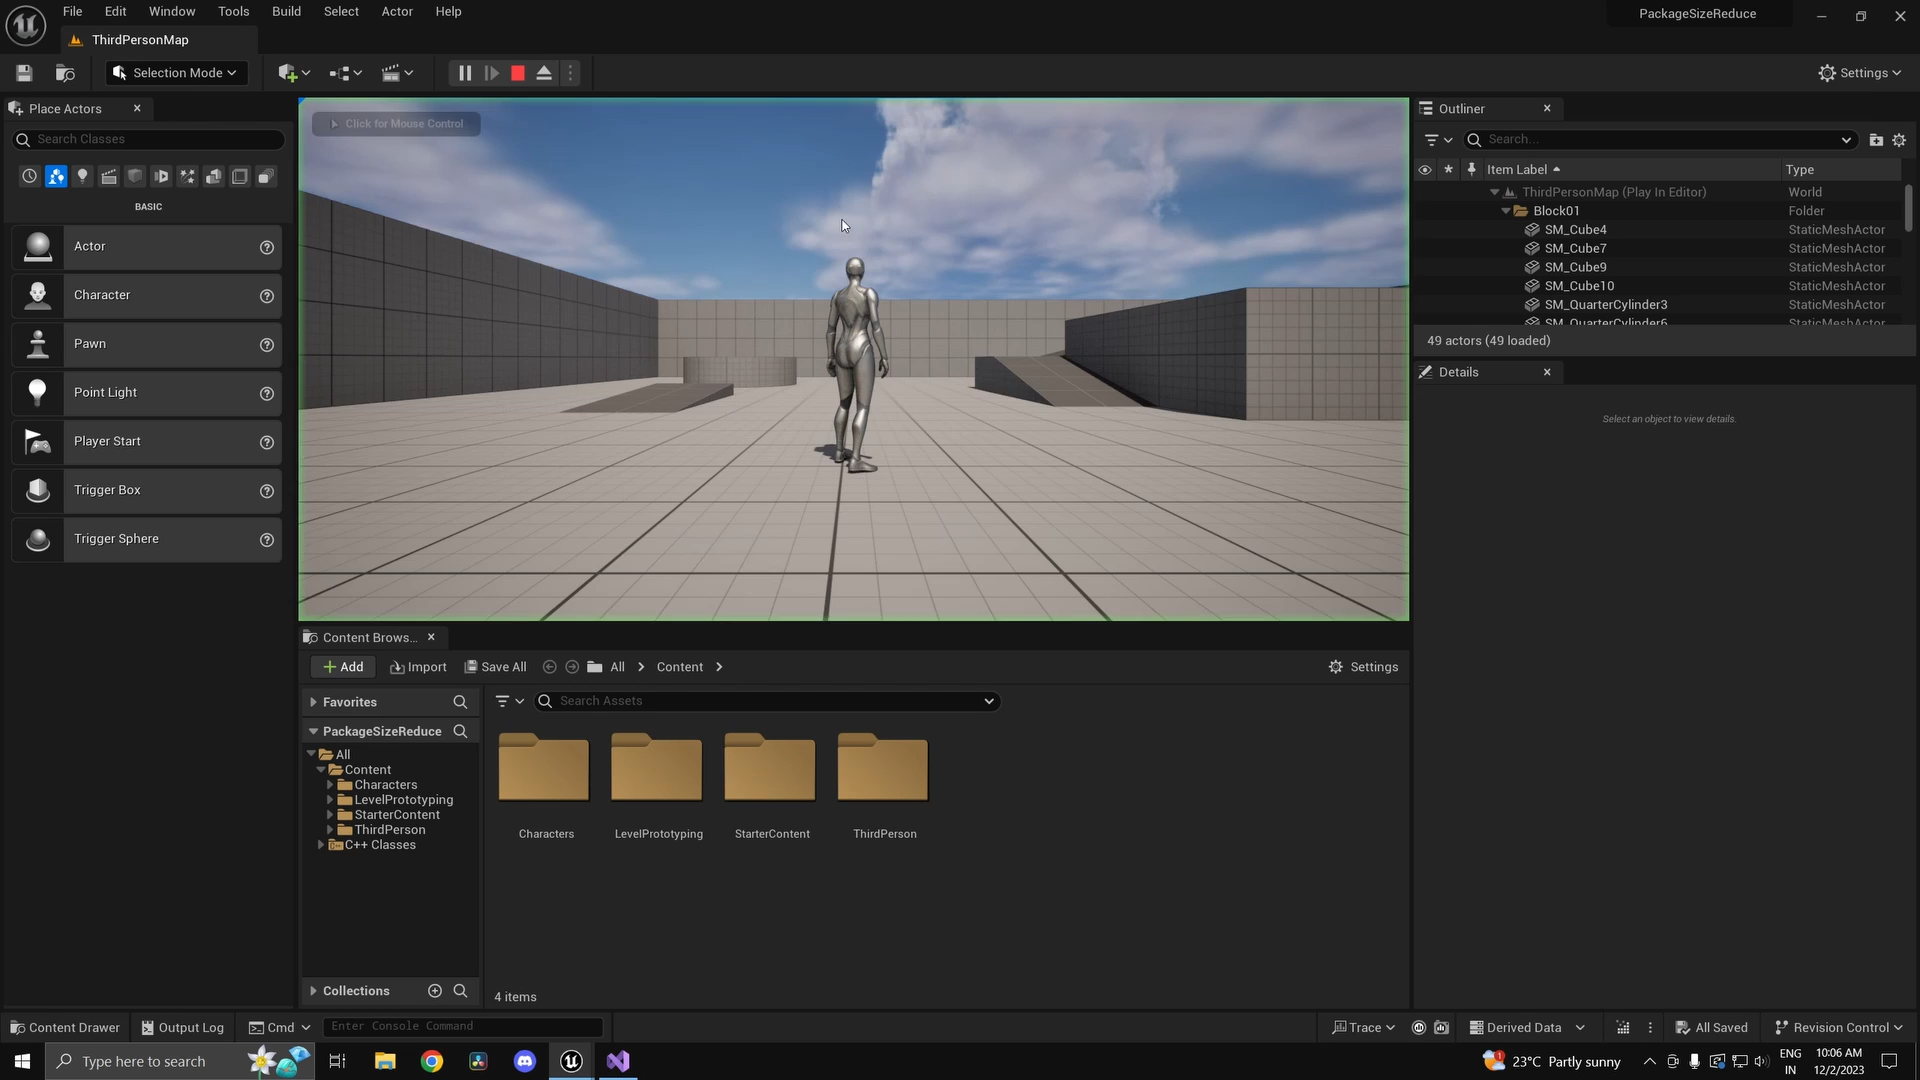 File Edit Window Tools Build Select Actor Help
PackageSizeReduce
ThirdPersonMap
Selection Mode
Settings
Place Actors
Search Classes
BASIC
Actor
Character
Pawn
Point Light
Player Start
Trigger Box
Trigger Sphere
Click for Mouse Control
Outliner
Search...
Item Label Type
ThirdPersonMap (Play In Editor) World
Block01 Folder
SM_Cube4 StaticMeshActor
SM_Cube7 StaticMeshActor
SM_Cube9 StaticMeshActor
SM_Cube10 StaticMeshActor
SM_QuarterCylinder3 StaticMeshActor
SM_QuarterCylinder6 StaticMeshActor
49 actors (49 loaded)
Details
Select an object to view details.
Content Brows...
Add Import Save All All Content Settings
Favorites
Search Assets
PackageSizeReduce
All
Content
Characters
LevelPrototyping
StarterContent
ThirdPerson
C++ Classes
Collections
Characters LevelPrototyping StarterContent ThirdPerson
4 items
Content Drawer Output Log Cmd Enter Console Command Trace Derived Data All Saved Revision Control
Type here to search
1
23°C Partly sunny
ENG
IN
10:06 AM
12/2/2023